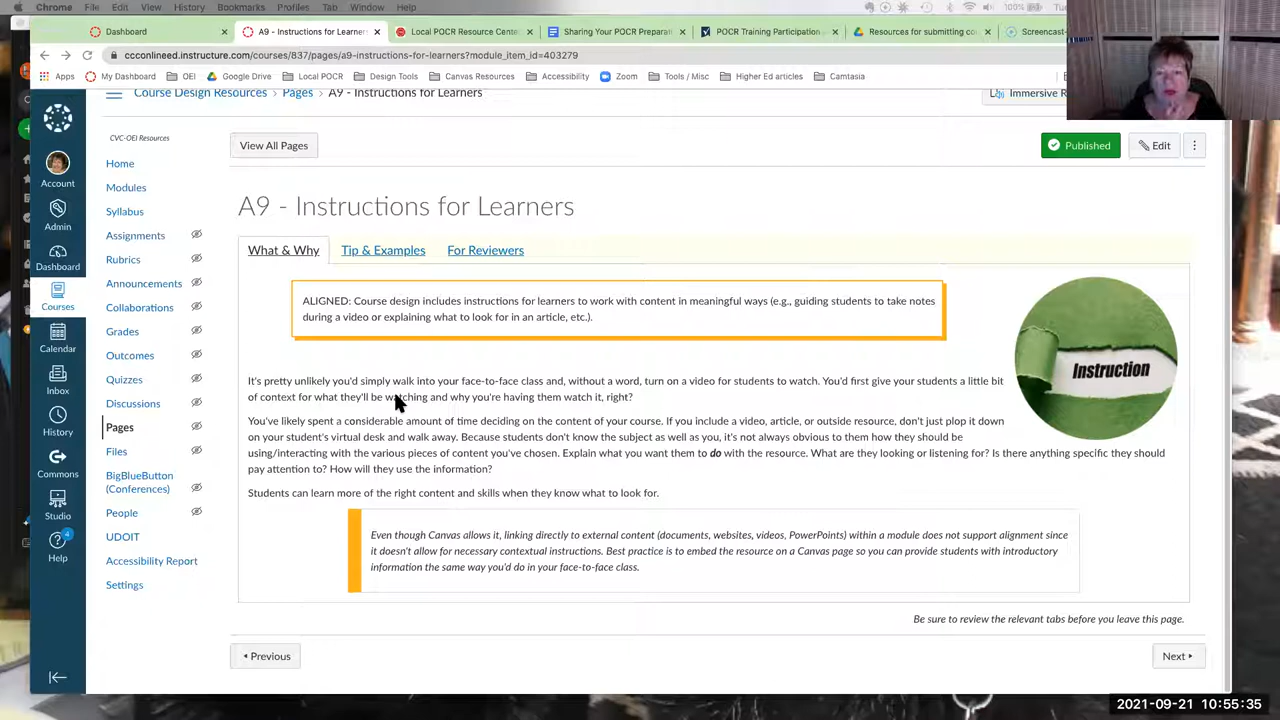 Chrome File Edit View History Bookmarks Profiles Tab Window Help
100%
Dashboard
A9 - Instructions for Learners
Local POCR Resource Cente
Sharing Your POCR Preparati
POCR Training Participation
Resources for submitting co
Screencast-
ccconlineed.instructure.com/courses/837/pages/a9-instructions-for-learners?module_item_id=403279
Apps My Dashboard OEI Google Drive Local POCR Design Tools Canvas Resources Accessibility Zoom Tools / Misc Higher Ed articles Camtasia
Course Design Resources Pages A9 - Instructions for Learners
Immersive R
Account
Admin
Dashboard
Courses
Calendar
Inbox
History
Commons
Studio
4
Help
CVC-OEI Resources
Home
Modules
Syllabus
Assignments
Rubrics
Announcements
Collaborations
Grades
Outcomes
Quizzes
Discussions
Pages
Files
BigBlueButton
(Conferences)
People
UDOIT
Accessibility Report
Settings
View All Pages
Published
Edit
A9 - Instructions for Learners
What & Why Tip & Examples For Reviewers
ALIGNED: Course design includes instructions for learners to work with content in meaningful ways (e.g., guiding students to take notes
during a video or explaining what to look for in an article, etc.).
Instruction
It's pretty unlikely you'd simply walk into your face-to-face class and, without a word, turn on a video for students to watch. You'd first give your students a little bit
of context for what they'll be watching and why you're having them watch it, right?
You've likely spent a considerable amount of time deciding on the content of your course. If you include a video, article, or outside resource, don't just plop it down
on your student's virtual desk and walk away. Because students don't know the subject as well as you, it's not always obvious to them how they should be
using/interacting with the various pieces of content you've chosen. Explain what you want them to do with the resource. What are they looking or listening for? Is there anything specific they should
pay attention to? How will they use the information?
Students can learn more of the right content and skills when they know what to look for.
Even though Canvas allows it, linking directly to external content (documents, websites, videos, PowerPoints) within a module does not support alignment since
it doesn't allow for necessary contextual instructions. Best practice is to embed the resource on a Canvas page so you can provide students with introductory
information the same way you'd do in your face-to-face class.
Be sure to review the relevant tabs before you leave this page.
Previous
Next
2021-09-21 10:55:35